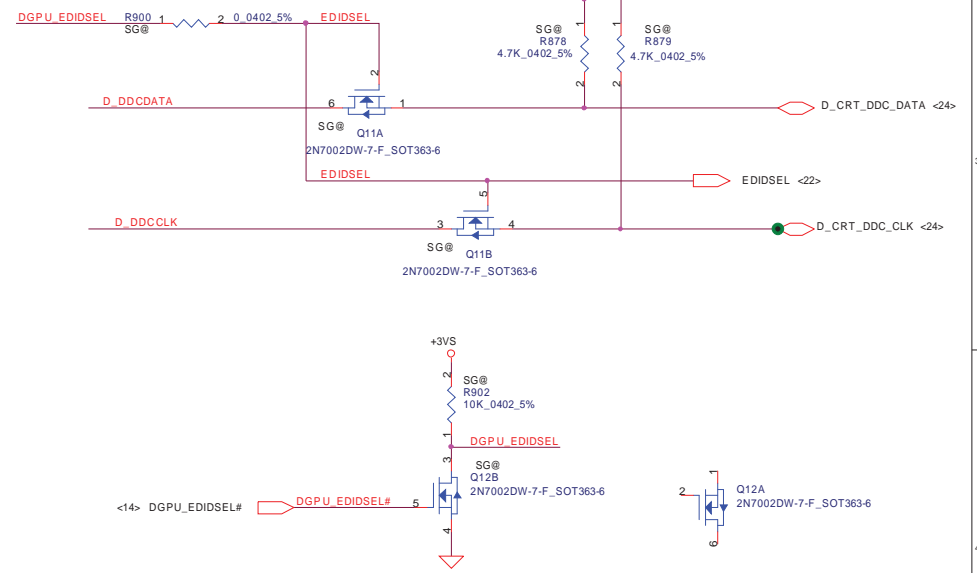 DGPU_EDIDSEL R900 1 2 0_0402_5% EDIDSEL
SG@
1 1
SG@ SG@
R878 R879
4.7K_0402_5% 4.7K_0402_5%
2 2
2
D_DDCDATA 6 1 D_CRT_DDC_DATA <24>
SG@ Q11A
2N7002DW-7-F_SOT363-6
EDIDSEL EDIDSEL <22>
5
D_DDCCLK 3 4 D_CRT_DDC_CLK <24>
SG@ Q11B
2N7002DW-7-F_SOT363-6
3
+3VS
2
SG@
R902
10K_0402_5%
1
DGPU_EDIDSEL
3
SG@
Q12B
2N7002DW-7-F_SOT363-6
<14> DGPU_EDIDSEL# DGPU_EDIDSEL# 5
4
1
2 Q12A
2N7002DW-7-F_SOT363-6
6
4